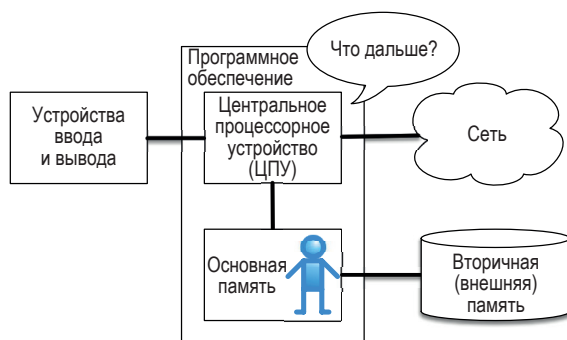 Программное
обеспечение
Что дальше?
Устройства
ввода
и вывода
Центральное
процессорное
устройство
(ЦПУ)
Сеть
Основная
память
Вторичная
(внешняя)
память